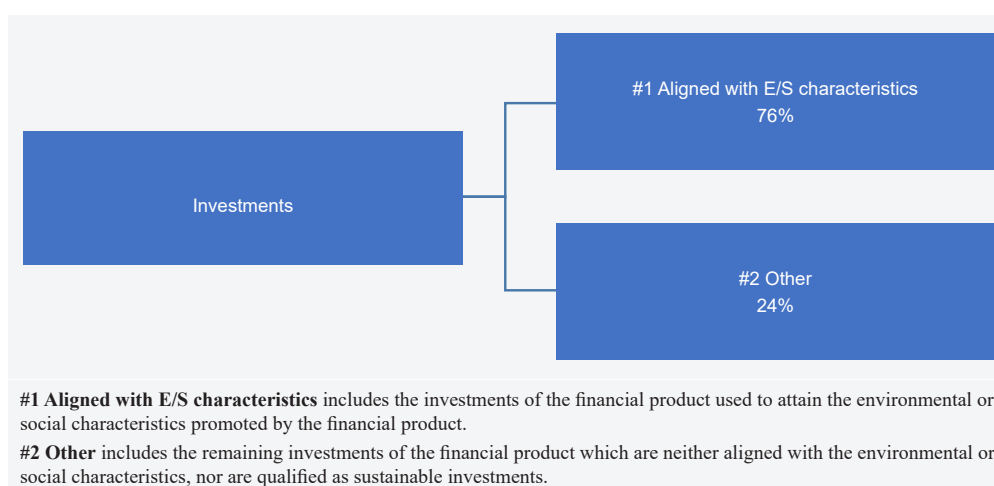 #1 Aligned with E/S characteristics
76%
Investments
#2 Other
24%
#1 Aligned with E/S characteristics includes the investments of the financial product used to attain the environmental or
social characteristics promoted by the financial product.
#2 Other includes the remaining investments of the financial product which are neither aligned with the environmental or
social characteristics, nor are qualified as sustainable investments.